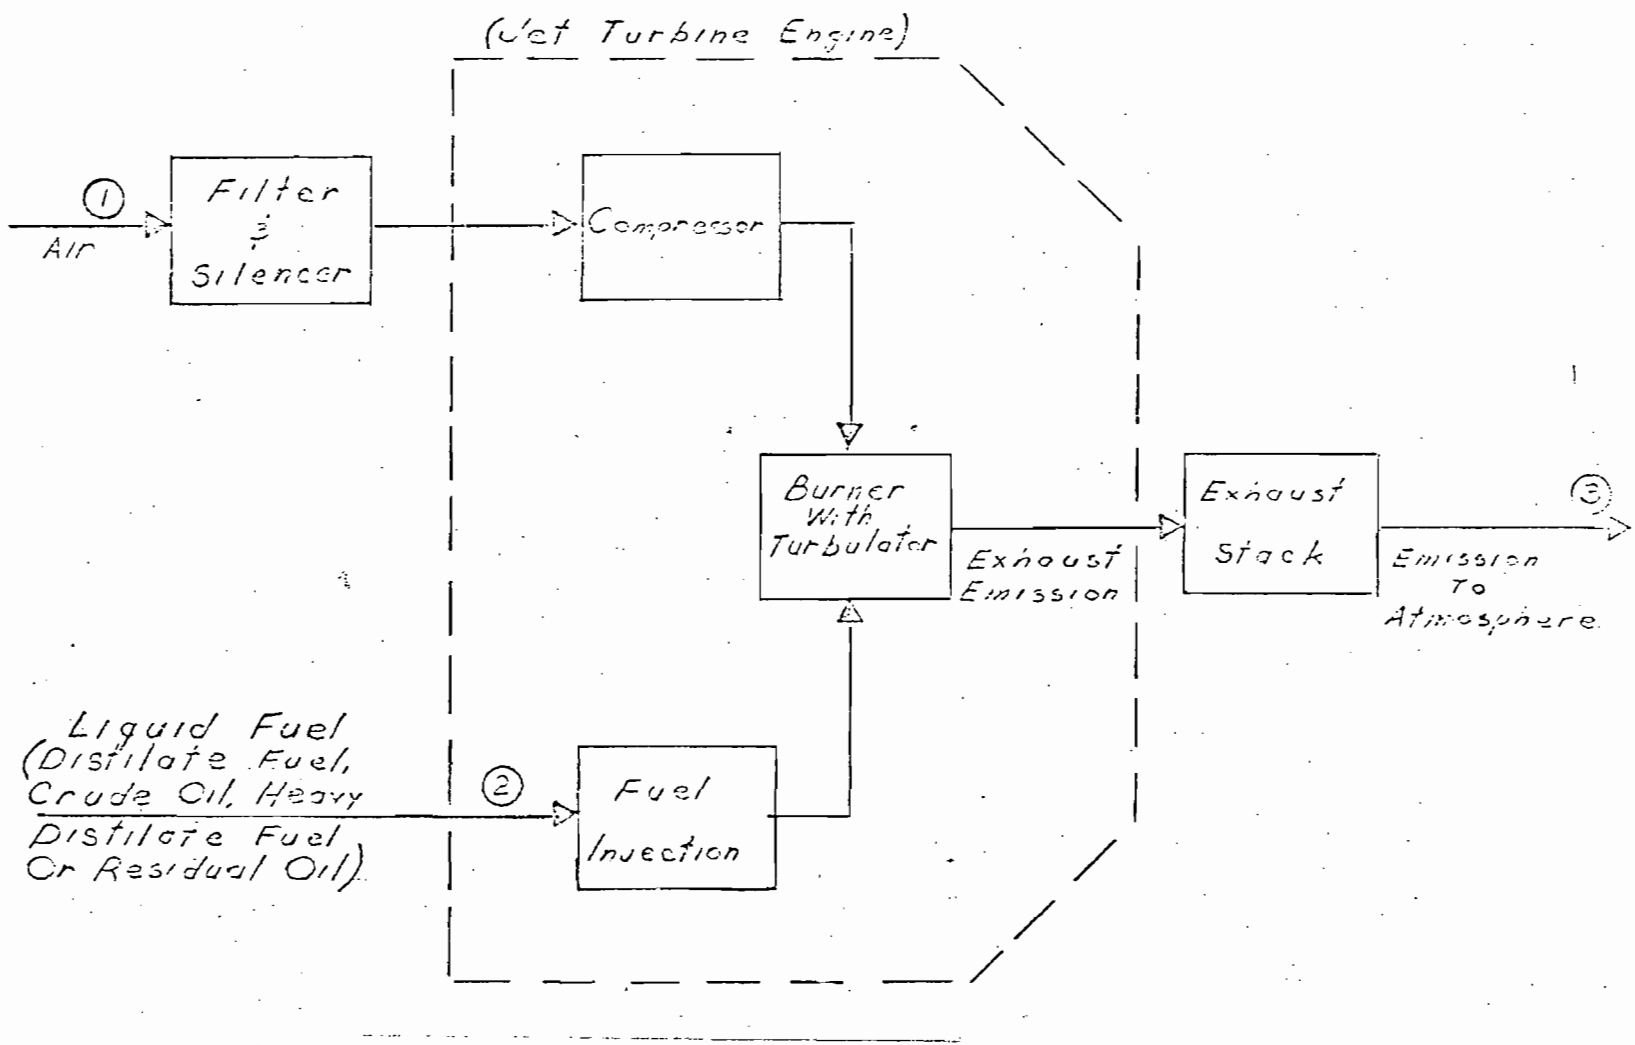 (Jet Turbine Engine)
①
Air
Filter
&
Silencer
Compressor
Burner
With
Turbulator
Exhaust
Emission
Exhaust
Stack
③
Emission
To
Atmosphere
Liquid Fuel
(Distilate Fuel,
Crude Oil, Heavy
Distilate Fuel
Or Residual Oil)
②
Fuel
Injection